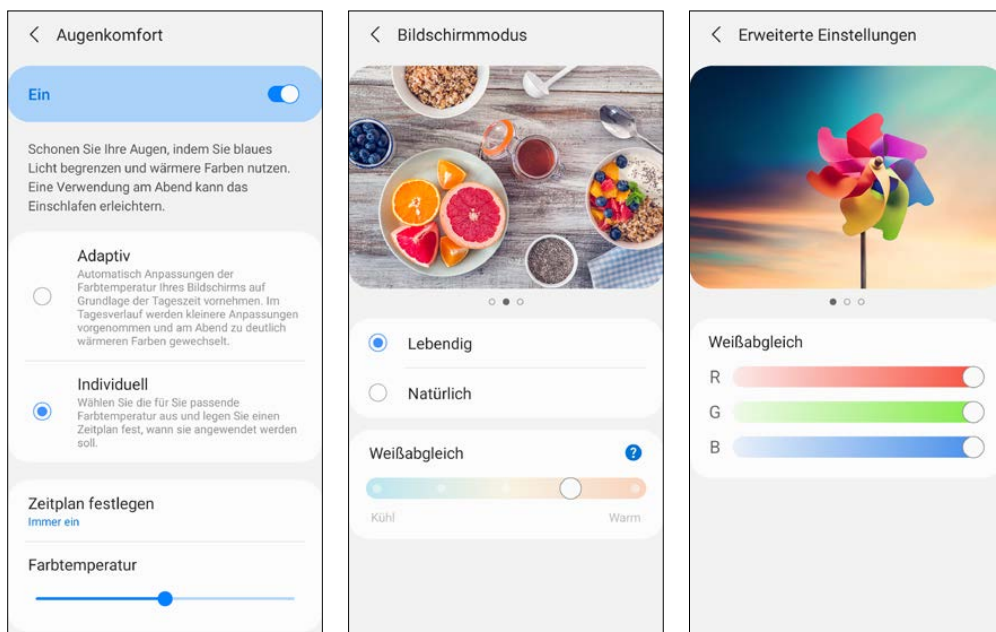 Augenkomfort
Ein
Schonen Sie Ihre Augen, indem Sie blaues
Licht begrenzen und wärmere Farben nutzen.
Eine Verwendung am Abend kann das
Einschlafen erleichtern.
Adaptiv
Automatisch Anpassungen der
Farbtemperatur Ihres Bildschirms auf
Grundlage der Tageszeit vornehmen. Im
Tagesverlauf werden kleinere Anpassungen
vorgenommen und am Abend zu deutlich
wärmeren Farben gewechselt.
Individuell
Wählen Sie die für Sie passende
Farbtemperatur aus und legen Sie einen
Zeitplan fest, wann sie angewendet werden
soll.
Zeitplan festlegen
Immer ein
Farbtemperatur
Bildschirmmodus
Lebendig
Natürlich
Weißabgleich
?
Kühl Warm
Erweiterte Einstellungen
Weißabgleich
R
G
B